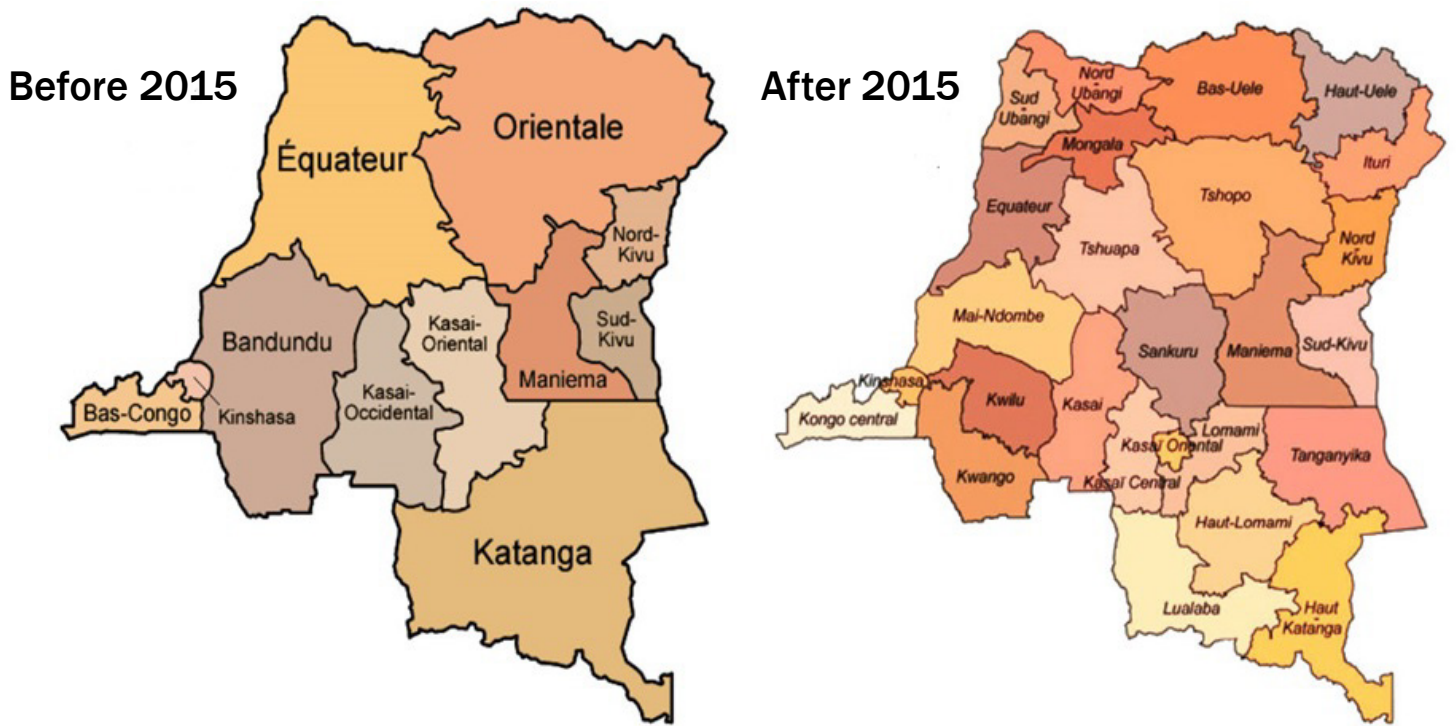 Before 2015
Équateur
Orientale
Nord-
Kivu
Bandundu
Kasai-
Oriental
Sud-
Kivu
Kasai-
Occidental
Maniema
Bas-Congo
Kinshasa
Katanga
After 2015
Sud
Ubangi
Nord
Ubangi
Bas-Uele
Haut-Uele
Mongala
Ituri
Equateur
Tshopo
Tshuapa
Nord
Kivu
Mai-Ndombe
Sankuru
Maniema
Sud-Kivu
Kinshasa
Kwilu
Kasai
Kongo central
Lomami
Kasaï Oriental
Tanganyika
Kwango
Kasaï Central
Haut-Lomami
Lualaba
Haut
Katanga